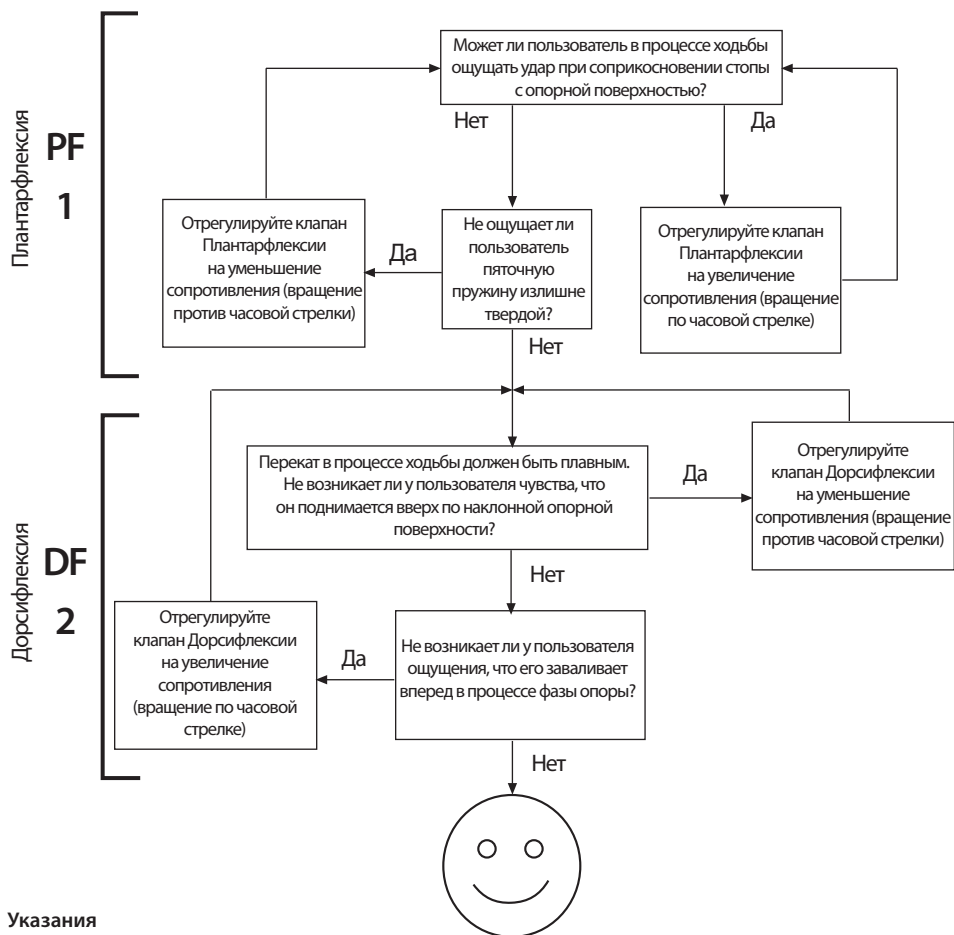 Плантарфлексия
PF
1
Может ли пользователь в процессе ходьбы
ощущать удар при соприкосновении стопы
с опорной поверхностью?
Нет
Да
Отрегулируйте клапан
Плантарфлексии
на уменьшение
сопротивления (вращение
против часовой стрелки)
Да
Не ощущает ли
пользователь
пяточную
пружину излишне
твердой?
Отрегулируйте клапан
Плантарфлексии
на увеличение
сопротивления (вращение
по часовой стрелке)
Нет
Дорсифлексия
DF
2
Перекат в процессе ходьбы должен быть плавным.
Не возникает ли у пользователя чувства, что
он поднимается вверх по наклонной опорной
поверхности?
Да
Отрегулируйте
клапан Дорсифлексии
на уменьшение
сопротивления (вращение
против часовой стрелки)
Нет
Отрегулируйте
клапан Дорсифлексии
на увеличение
сопротивления
(вращение по часовой
стрелке)
Да
Не возникает ли у пользователя
ощущения, что его заваливает
вперед в процессе фазы опоры?
Нет
Указания